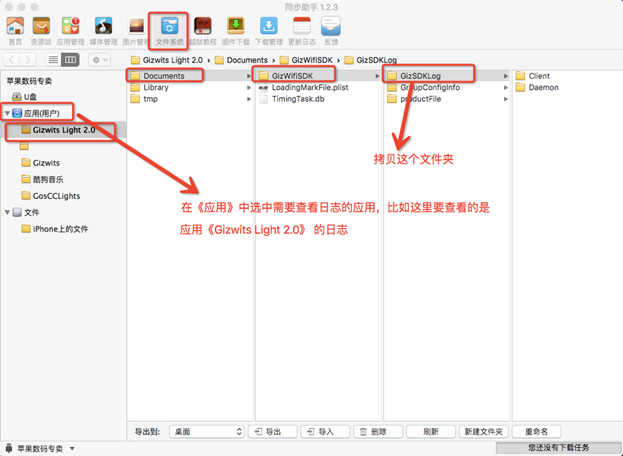 同步助手 1.2.3
首页 资源站 应用管理 媒体管理 图片管理 文件系统 越狱教程 固件下载 下载管理 更新日志 反馈
Gizwits Light 2.0 › Documents › GizWifiSDK › GizSDKLog
苹果数码专卖
U盘
应用(用户)
Gizwits Light 2.0
Gizwits
酷狗音乐
GosCCLights
文件
iPhone上的文件
Documents
Library
tmp
GizWifiSDK
LoadingMarkFile.plist
TimingTask.db
GizSDKLog
GroupConfigInfo
productFile
Client
Daemon
拷贝这个文件夹
在《应用》中选中需要查看日志的应用，比如这里要查看的是
应用《Gizwits Light 2.0》 的日志
导出到: 桌面 导出 导入 删除 刷新 新建文件夹 重命名
苹果数码专卖 您还没有下载任务